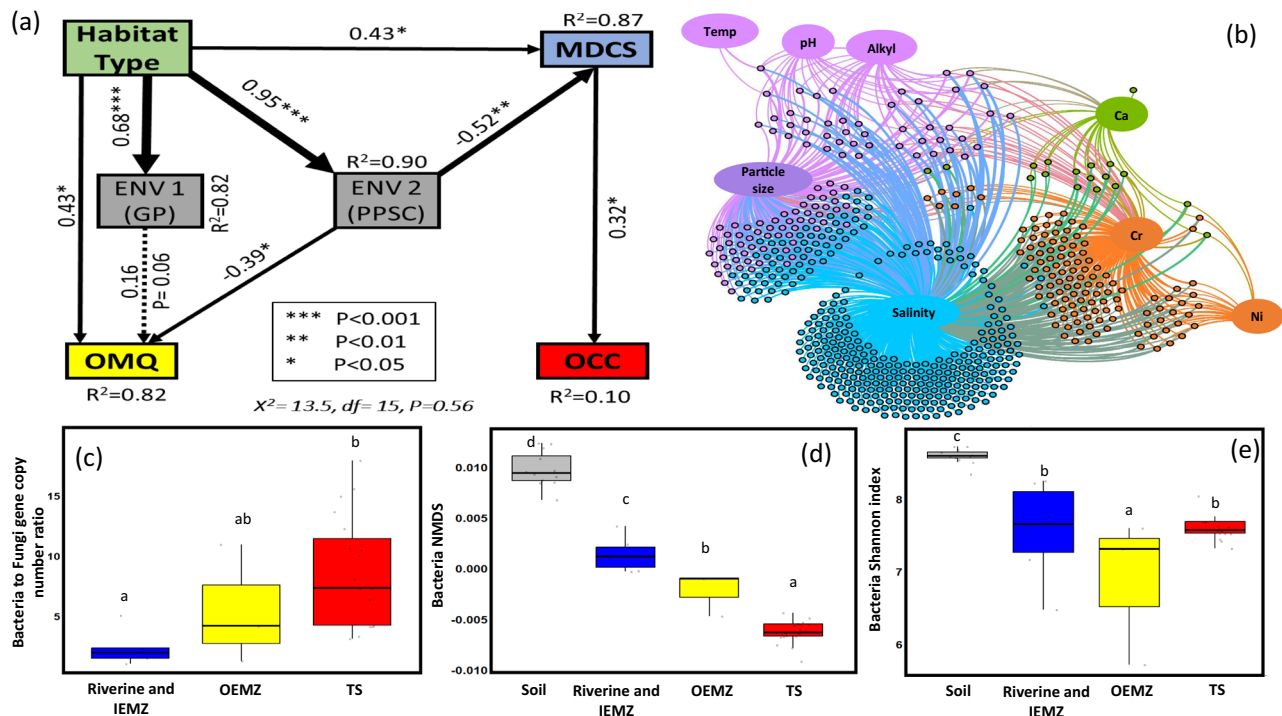 (a)
Habitat
Type
0.43*
R²=0.87
MDCS
0.68***
0.95***
-0.52**
0.43*
ENV 1
(GP)
R²=0.82
R²=0.90
ENV 2
(PPSC)
0.32*
0.16
P= 0.06
-0.39*
*** P<0.001
** P<0.01
* P<0.05
OMQ
R²=0.82
OCC
R²=0.10
X²= 13.5, df= 15, P=0.56
(b)
Temp
pH
Alkyl
Ca
Particle
size
Cr
Salinity
Ni
(c)
Bacteria to Fungi gene copy
number ratio
15
10
5
a
ab
b
Riverine and
IEMZ
OEMZ
TS
(d)
Bacteria NMDS
0.010
0.005
0.000
-0.005
-0.010
d
c
b
a
Soil
Riverine and
IEMZ
OEMZ
TS
(e)
Bacteria Shannon index
8
7
6
c
b
a
b
Soil
Riverine and
IEMZ
OEMZ
TS